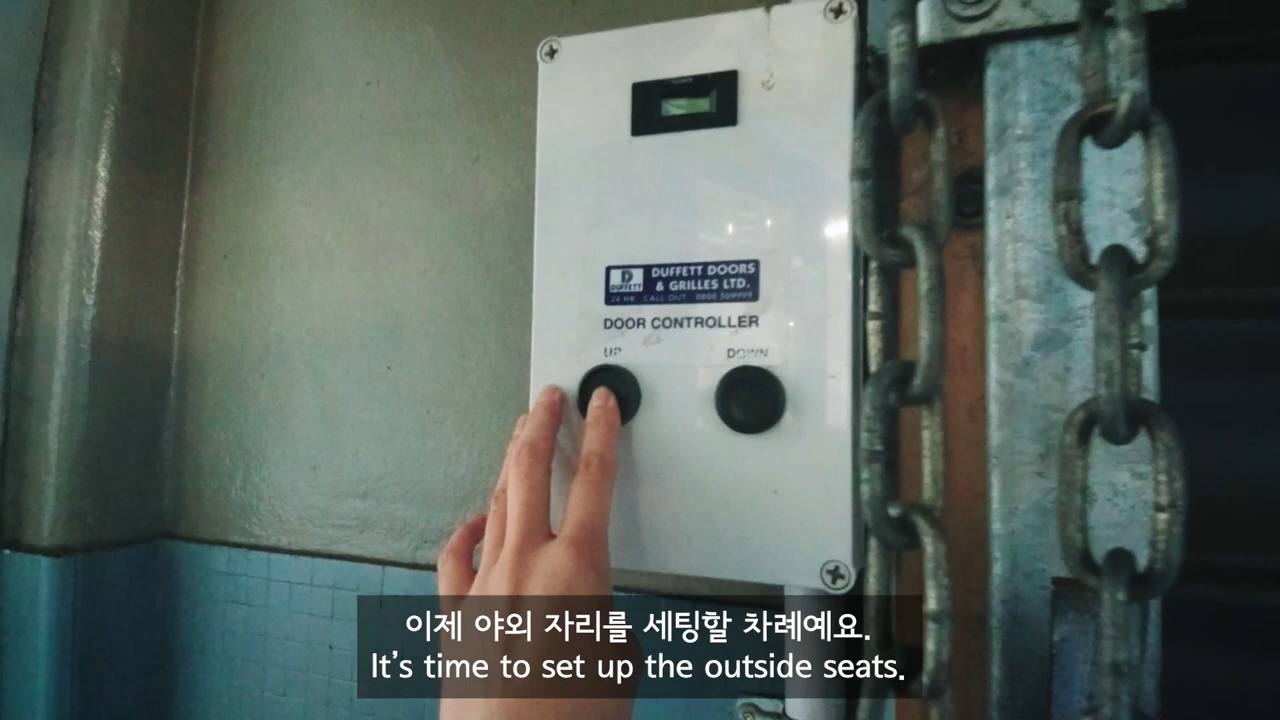 D
DUFFETT
DUFFETT DOORS
& GRILLES LTD.
24 HR CALL OUT 0800 509999
DOOR CONTROLLER
UP
DOWN
이제 야외 자리를 세팅할 차례예요.
It's time to set up the outside seats.